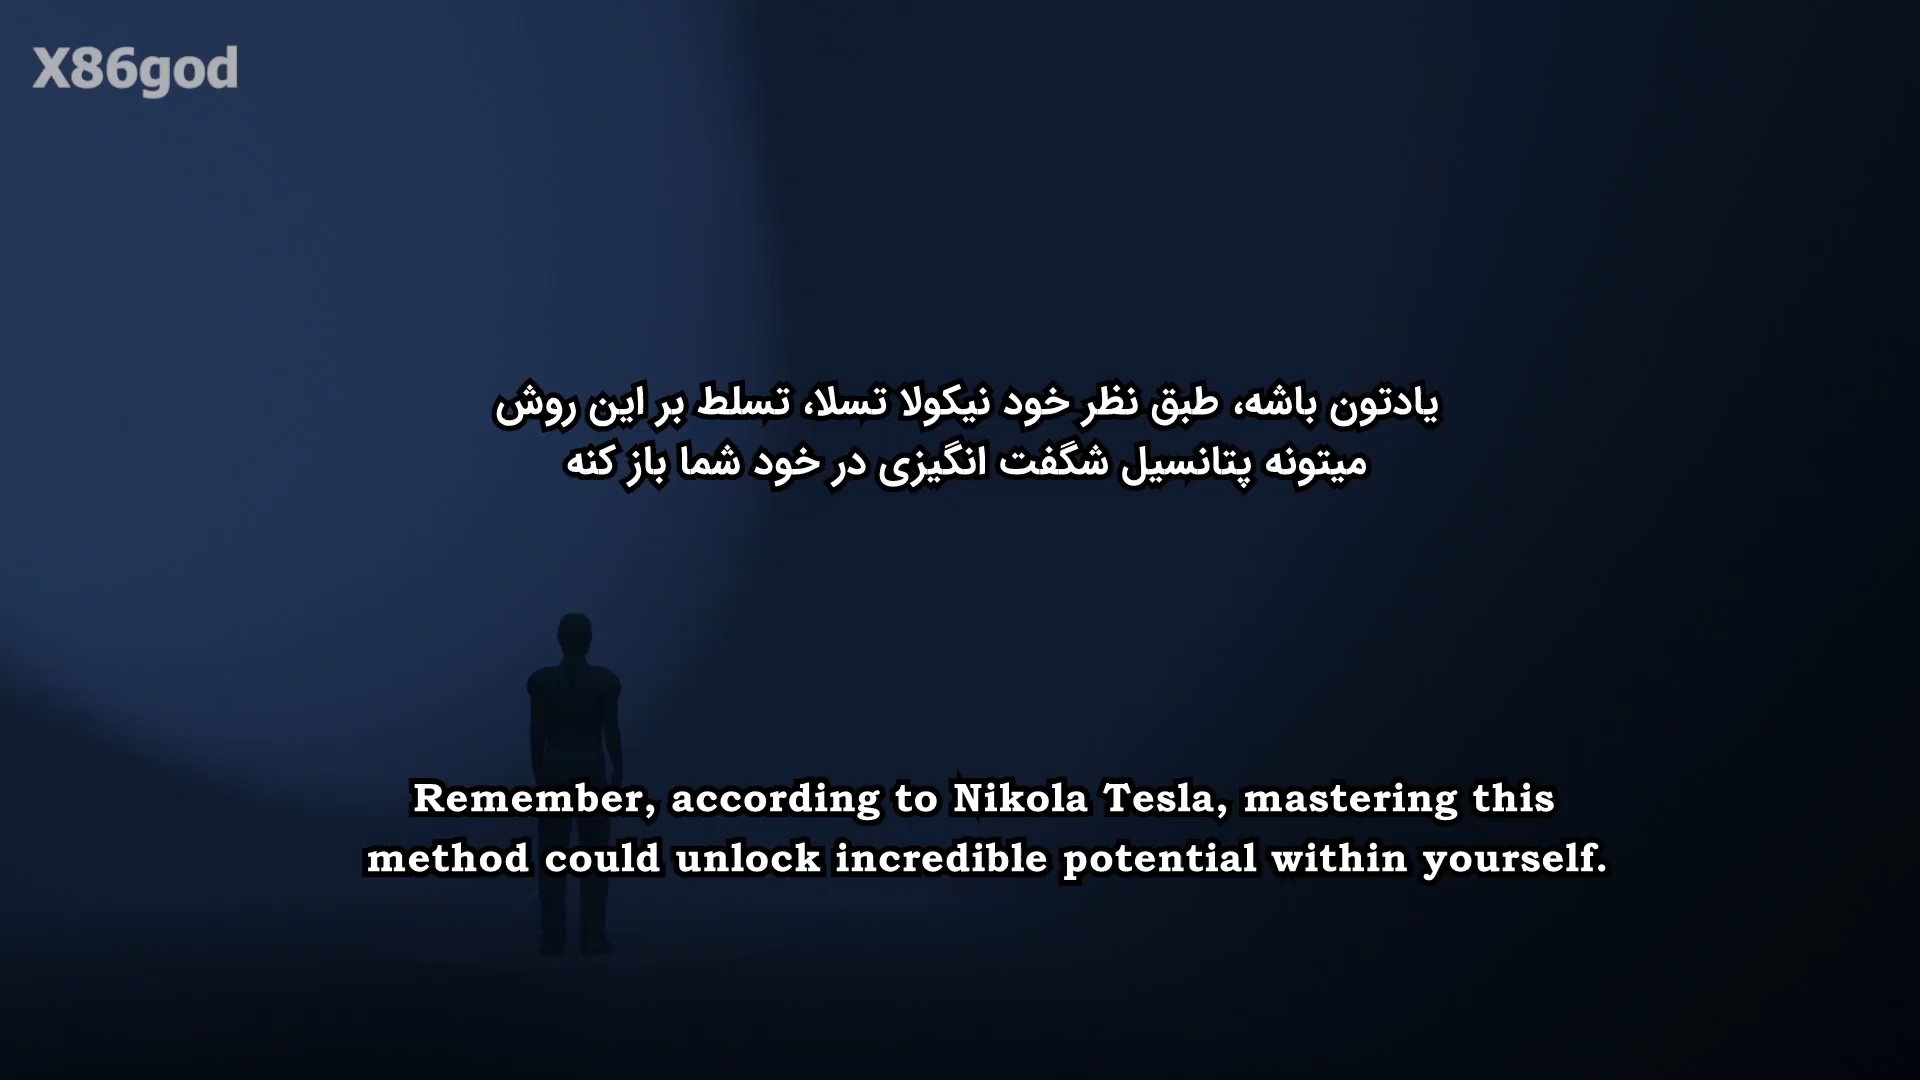 X86god
یادتون باشه، طبق نظر خود نیکولا تسلا، تسلط بر این روش
میتونه پتانسیل شگفت انگیزی در خود شما باز کنه
Remember, according to Nikola Tesla, mastering this
method could unlock incredible potential within yourself.